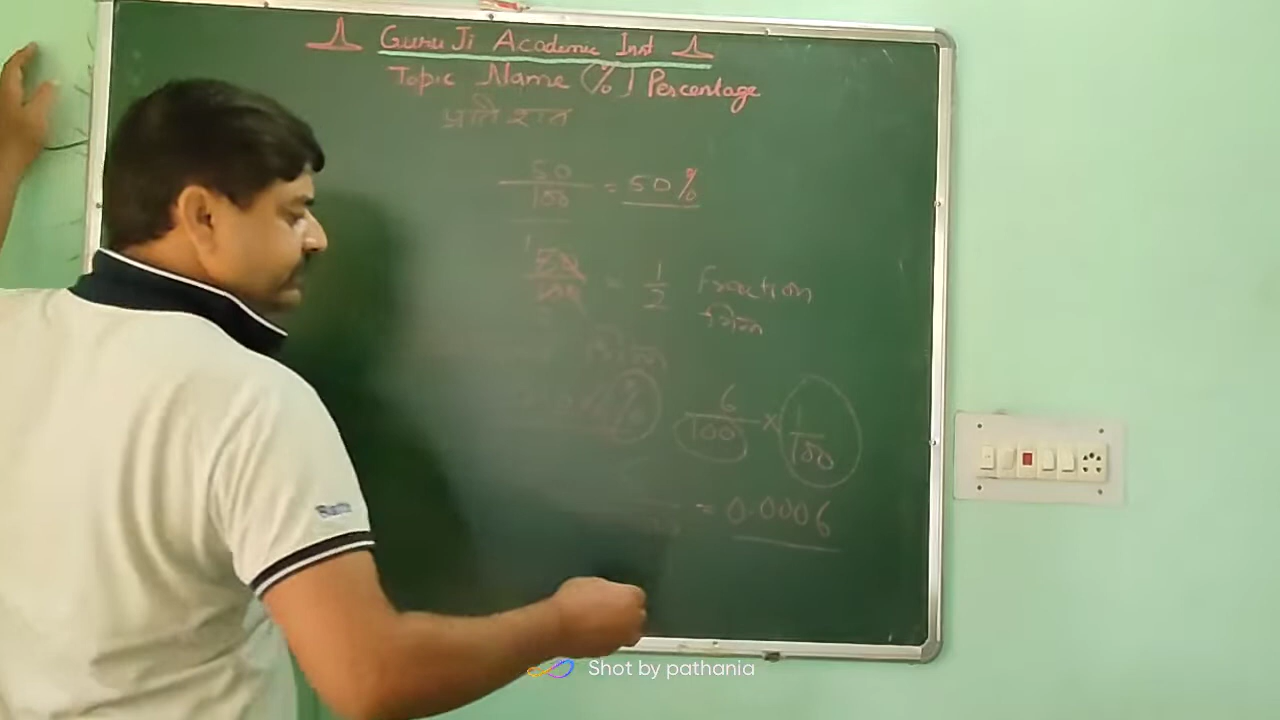 Guru Ji Academic Inst
Topic Name (%) Percentage
प्रतिशत
50
100 = 50%
1
= 1/2 Fraction
भिन्न
6/100 × 1/100
= 0.0006
Shot by pathania